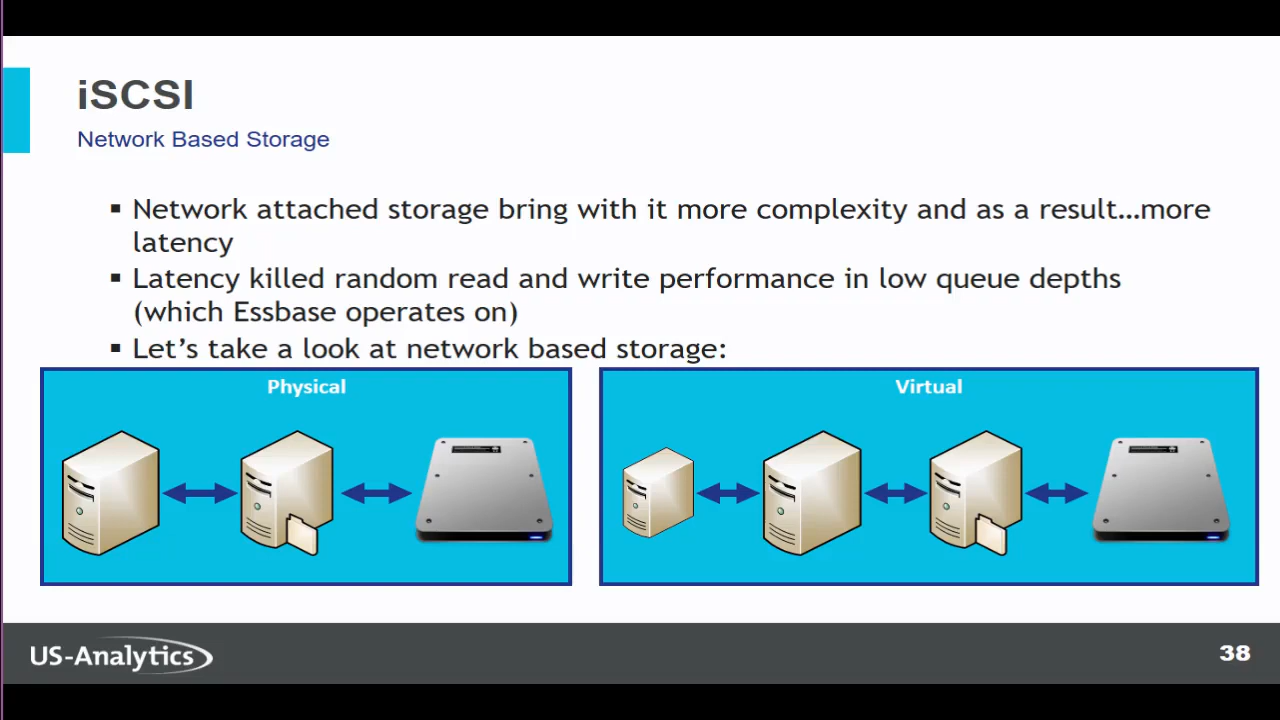 iSCSI
Network Based Storage
▪ Network attached storage bring with it more complexity and as a result...more
latency
▪ Latency killed random read and write performance in low queue depths
(which Essbase operates on)
▪ Let's take a look at network based storage:
Physical
Virtual
US-Analytics
38